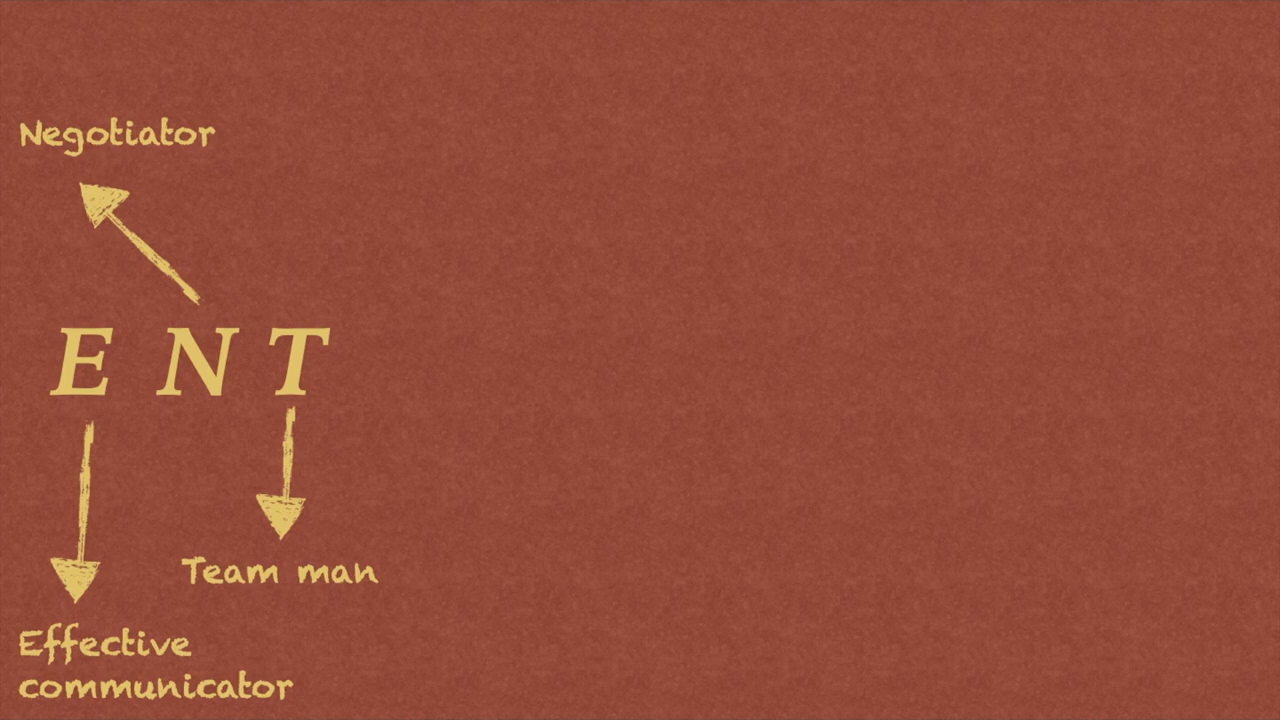 Negotiator
E N T
Team man
Effective
communicator